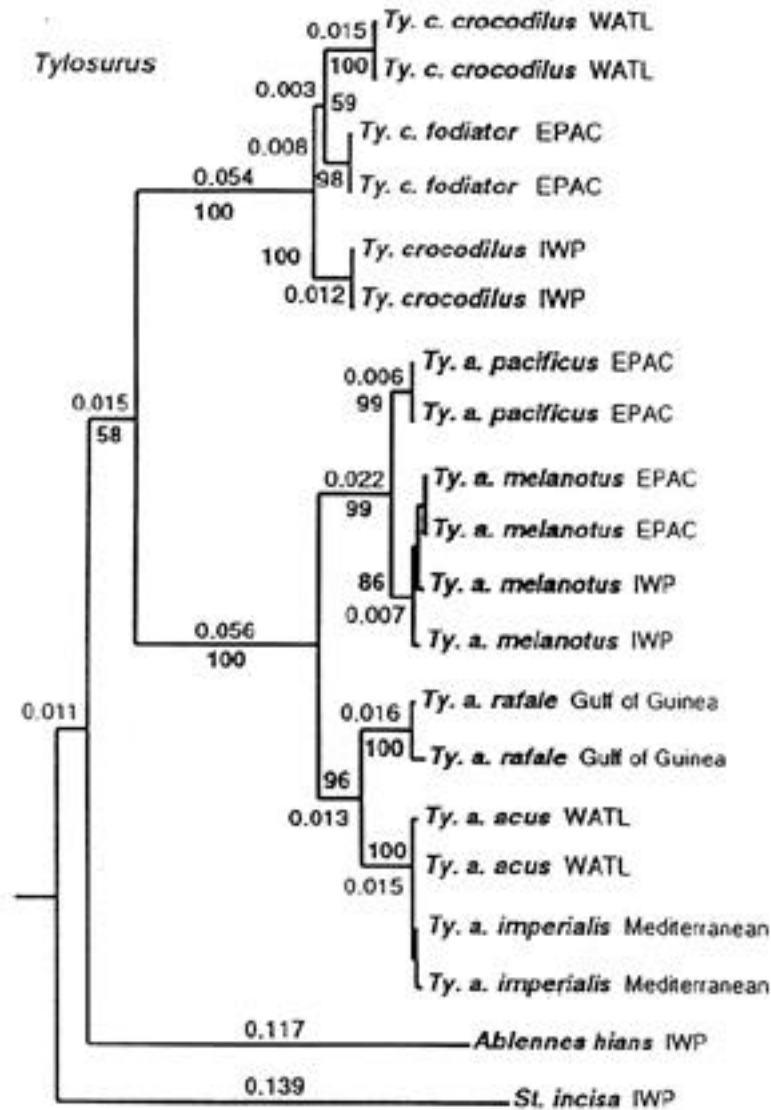 0.015 Ty. c. crocodilus WATL
Tylosurus
100 Ty. c. crocodilus WATL
0.003
59
Ty. c. fodiator EPAC
0.008
0.054
98 Ty. c. fodiator EPAC
100
100 Ty. crocodilus IWP
0.012 Ty. crocodilus IWP
Ty. a. pacificus EPAC
0.006
0.015
99 Ty. a. pacificus EPAC
58
0.022 Ty. a. melanotus EPAC
99
Ty. a. melanotus EPAC
86 Ty. a. melanotus IWP
0.007
0.056 Ty. a. melanotus IWP
100
0.011
0.016 Ty. a. rafale Gulf of Guinea
100 Ty. a. rafale Gulf of Guinea
96
0.013 Ty. a. acus WATL
100
Ty. a. acus WATL
0.015
Ty. a. imperialis Mediterranean
Ty. a. imperialis Mediterranean
0.117
Ablennes hians IWP
0.139
St. incisa IWP